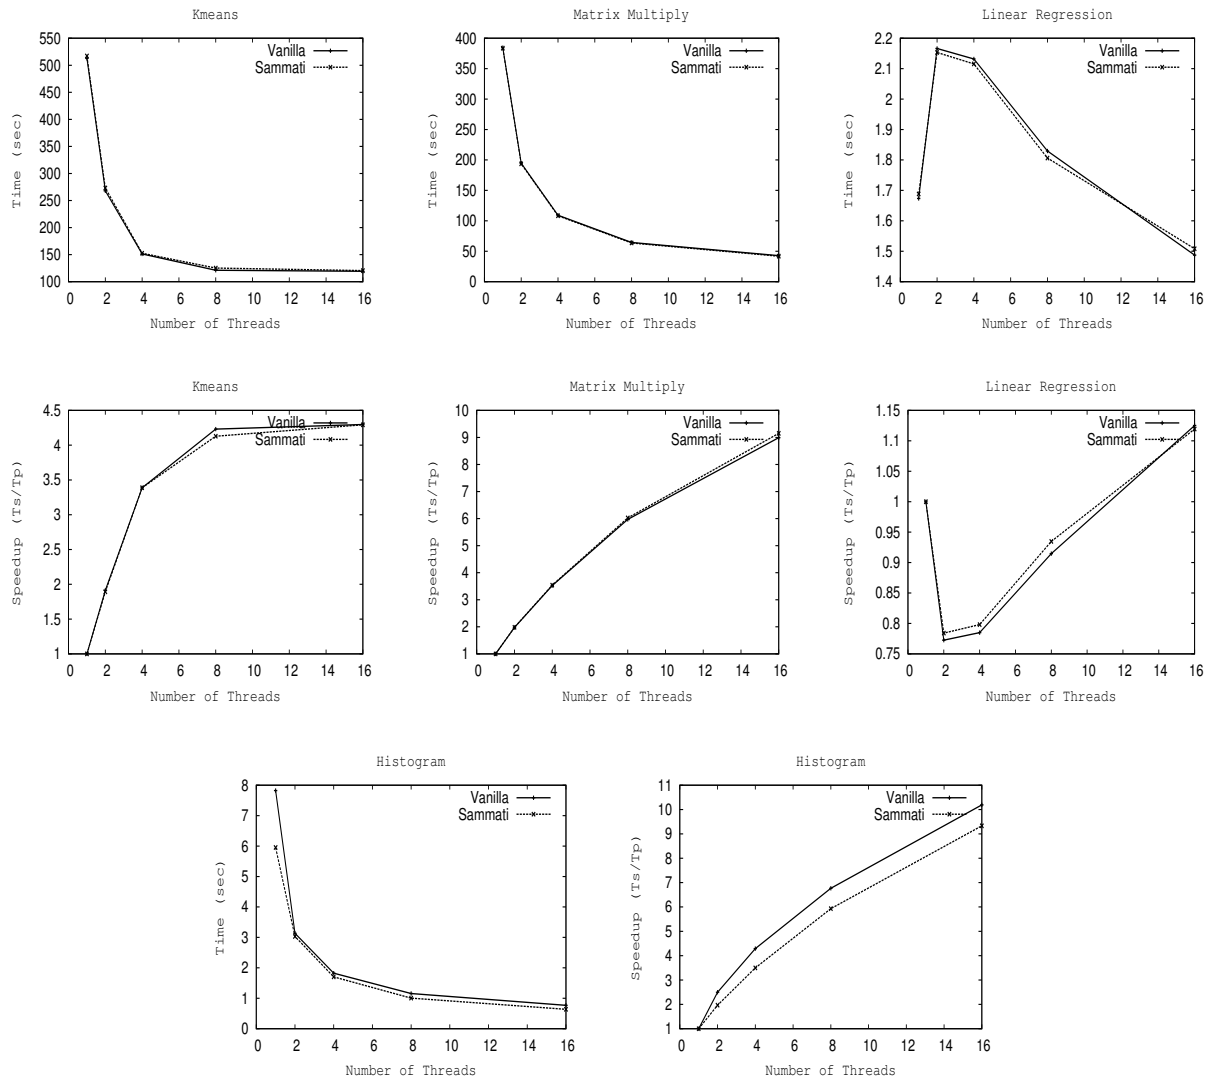 Kmeans
Vanilla
Sammati
Time (sec)
550
500
450
400
350
300
250
200
150
100
0 2 4 6 8 10 12 14 16
Number of Threads
Matrix Multiply
Vanilla
Sammati
Time (sec)
400
350
300
250
200
150
100
50
0
0 2 4 6 8 10 12 14 16
Number of Threads
Linear Regression
Vanilla
Sammati
Time (sec)
2.2
2.1
2
1.9
1.8
1.7
1.6
1.5
1.4
0 2 4 6 8 10 12 14 16
Number of Threads
Kmeans
Vanilla
Sammati
Speedup (Ts/Tp)
4.5
4
3.5
3
2.5
2
1.5
1
0 2 4 6 8 10 12 14 16
Number of Threads
Matrix Multiply
Vanilla
Sammati
Speedup (Ts/Tp)
10
9
8
7
6
5
4
3
2
1
0 2 4 6 8 10 12 14 16
Number of Threads
Linear Regression
Vanilla
Sammati
Speedup (Ts/Tp)
1.15
1.1
1.05
1
0.95
0.9
0.85
0.8
0.75
0 2 4 6 8 10 12 14 16
Number of Threads
Histogram
Vanilla
Sammati
Time (sec)
8
7
6
5
4
3
2
1
0
0 2 4 6 8 10 12 14 16
Number of Threads
Histogram
Vanilla
Sammati
Speedup (Ts/Tp)
11
10
9
8
7
6
5
4
3
2
1
0 2 4 6 8 10 12 14 16
Number of Threads